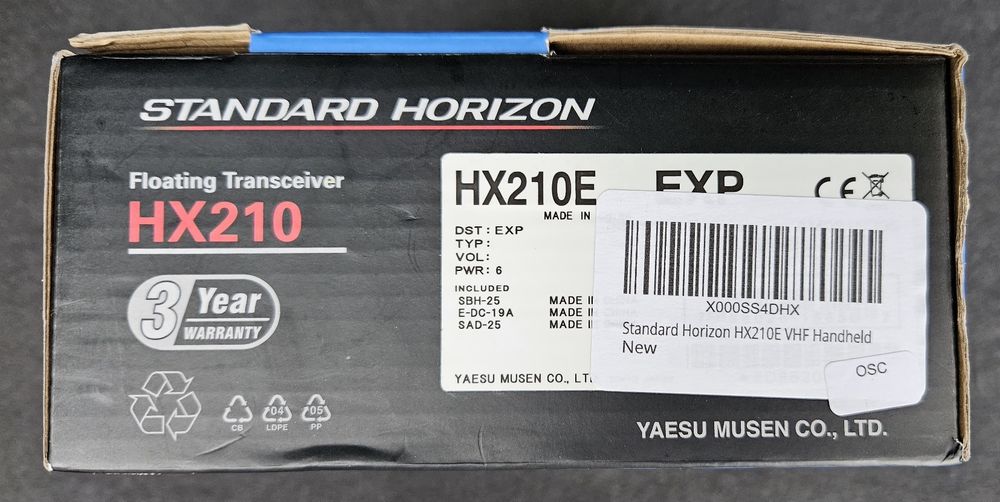 STANDARD HORIZON
Floating Transceiver
HX210
3 Year
WARRANTY
CB
04
LDPE
05
PP
HX210E EXP CE
MADE IN
DST: EXP
TYP:
VOL:
PWR: 6
INCLUDED
SBH-25 MADE I
E-DC-19A MADE I
SAD-25 MADE I
YAESU MUSEN CO., LT
X000SS4DHX
Standard Horizon HX210E VHF Handheld
New
OSC
YAESU MUSEN CO., LTD.